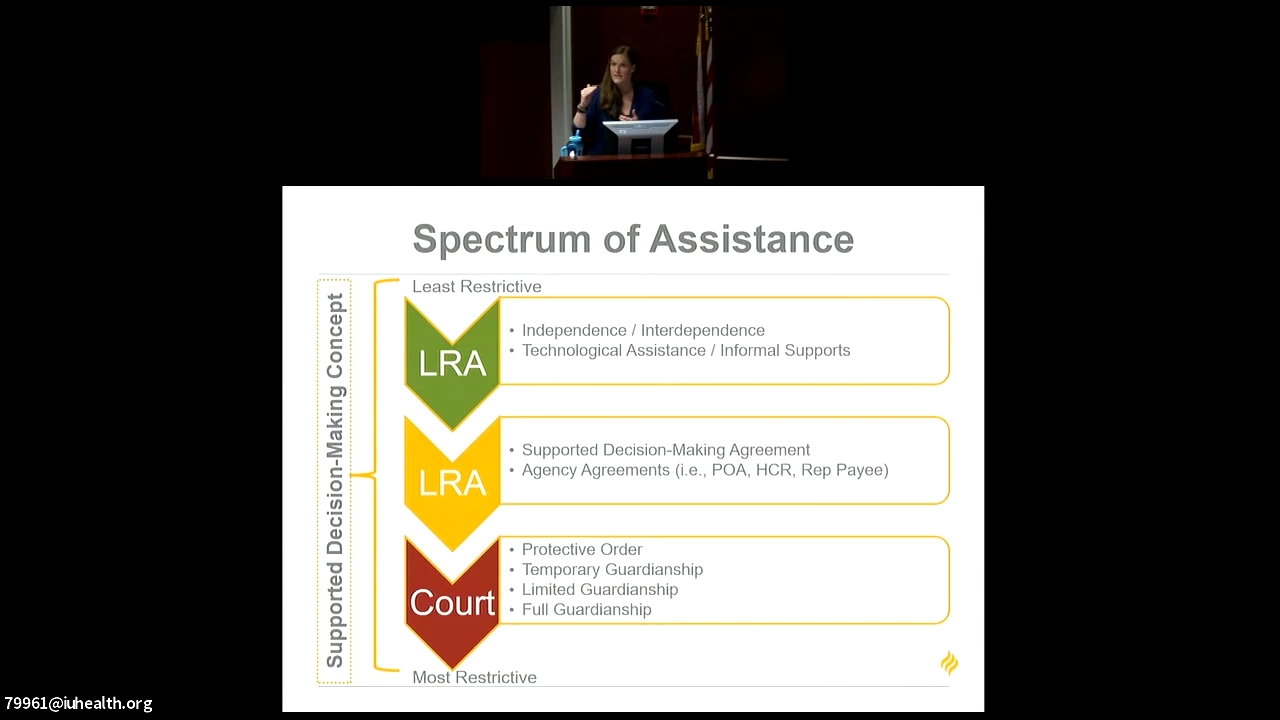 Spectrum of Assistance
Supported Decision-Making Concept
Least Restrictive
LRA
• Independence / Interdependence
• Technological Assistance / Informal Supports
LRA
• Supported Decision-Making Agreement
• Agency Agreements (i.e., POA, HCR, Rep Payee)
Court
• Protective Order
• Temporary Guardianship
• Limited Guardianship
• Full Guardianship
Most Restrictive
79961@iuhealth.org